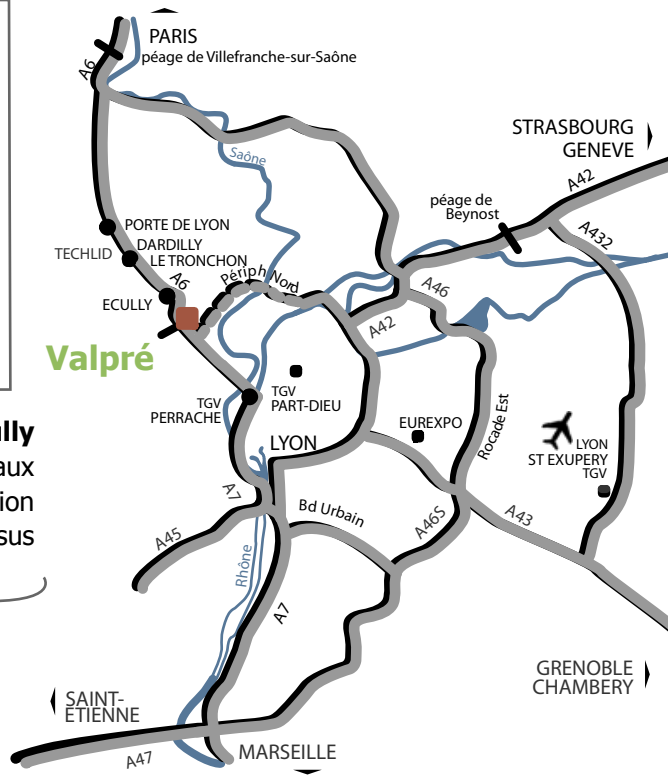 PARIS
péage de Villefranche-sur-Saône
A6
Saône
STRASBOURG
GENEVE
A42
péage de
Beynost
A432
PORTE DE LYON
TECHLID
DARDILLY
LE TRONCHON
A6
Périph Nord
ECULLY
A46
A42
Valpré
TGV
PERRACHE
TGV
PART-DIEU
EUREXPO
Rocade Est
LYON
ST EXUPERY
TGV
LYON
lly
aux
ion
sus
A7
Bd Urbain
A46S
A43
A45
Rhône
A7
GRENOBLE
CHAMBERY
SAINT-
ETIENNE
A47
MARSEILLE